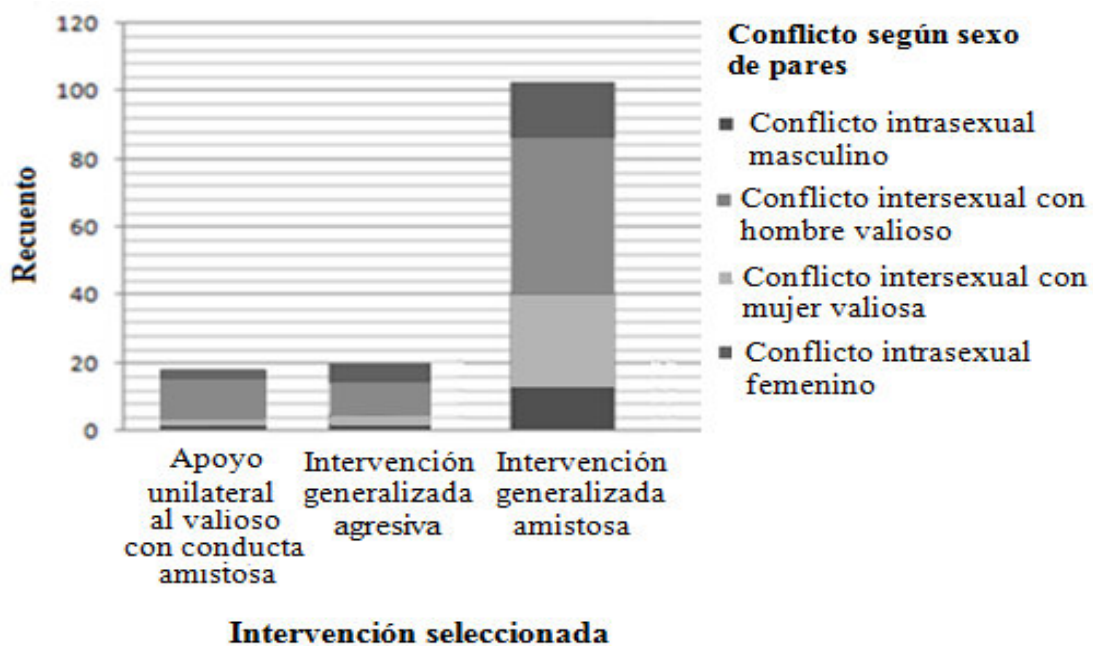 120
100
80
60
40
20
0
Recuento
Apoyo
unilateral
al valioso
con conducta
amistosa
Intervención
generalizada
agresiva
Intervención
generalizada
amistosa
Intervención seleccionada
Conflicto según sexo
de pares
Conflicto intrasexual
masculino
Conflicto intersexual con
hombre valioso
Conflicto intersexual con
mujer valiosa
Conflicto intrasexual
femenino